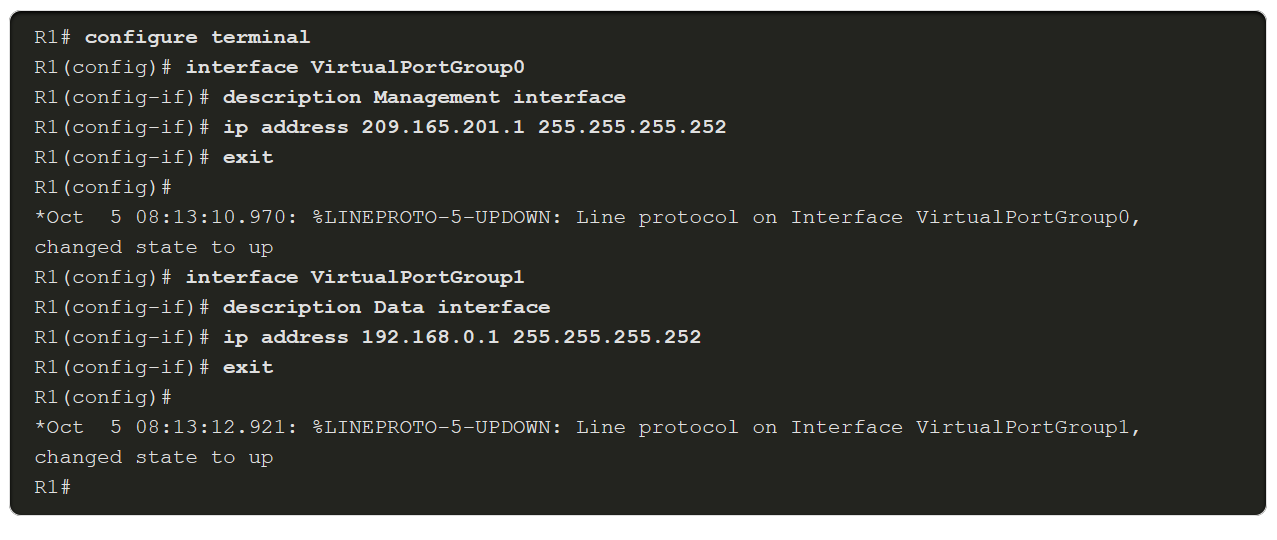 R1# configure terminal
R1(config)# interface VirtualPortGroup0
R1(config-if)# description Management interface
R1(config-if)# ip address 209.165.201.1 255.255.255.252
R1(config-if)# exit
R1(config)#
*Oct  5 08:13:10.970: %LINEPROTO-5-UPDOWN: Line protocol on Interface VirtualPortGroup0,
changed state to up
R1(config)# interface VirtualPortGroup1
R1(config-if)# description Data interface
R1(config-if)# ip address 192.168.0.1 255.255.255.252
R1(config-if)# exit
R1(config)#
*Oct  5 08:13:12.921: %LINEPROTO-5-UPDOWN: Line protocol on Interface VirtualPortGroup1,
changed state to up
R1#